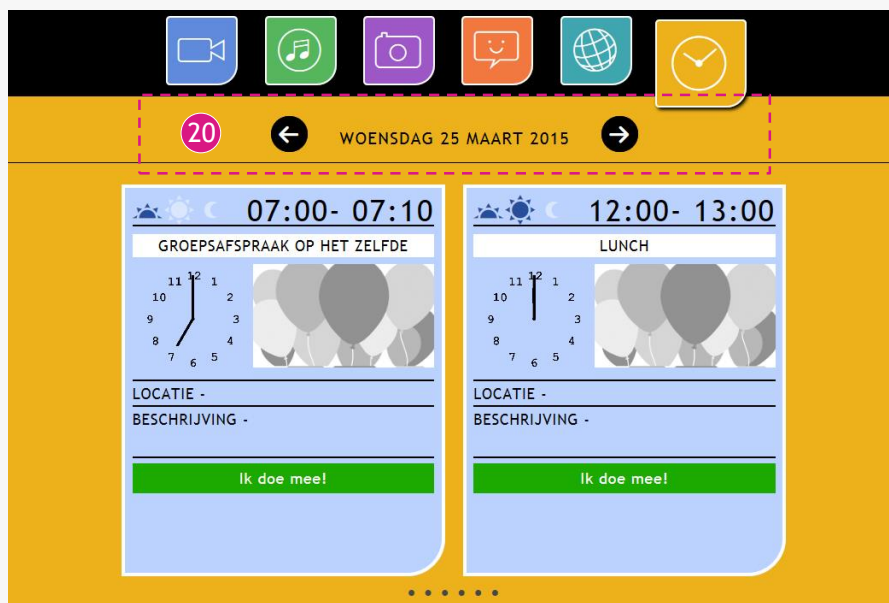 20
WOENSDAG 25 MAART 2015
07:00- 07:10
GROEPSAFSPRAAK OP HET ZELFDE
12
11 1
10 2
9 3
8 4
7 5
6
LOCATIE -
BESCHRIJVING -
Ik doe mee!
12:00- 13:00
LUNCH
12
11 1
10 2
9 3
8 4
7 5
6
LOCATIE -
BESCHRIJVING -
Ik doe mee!